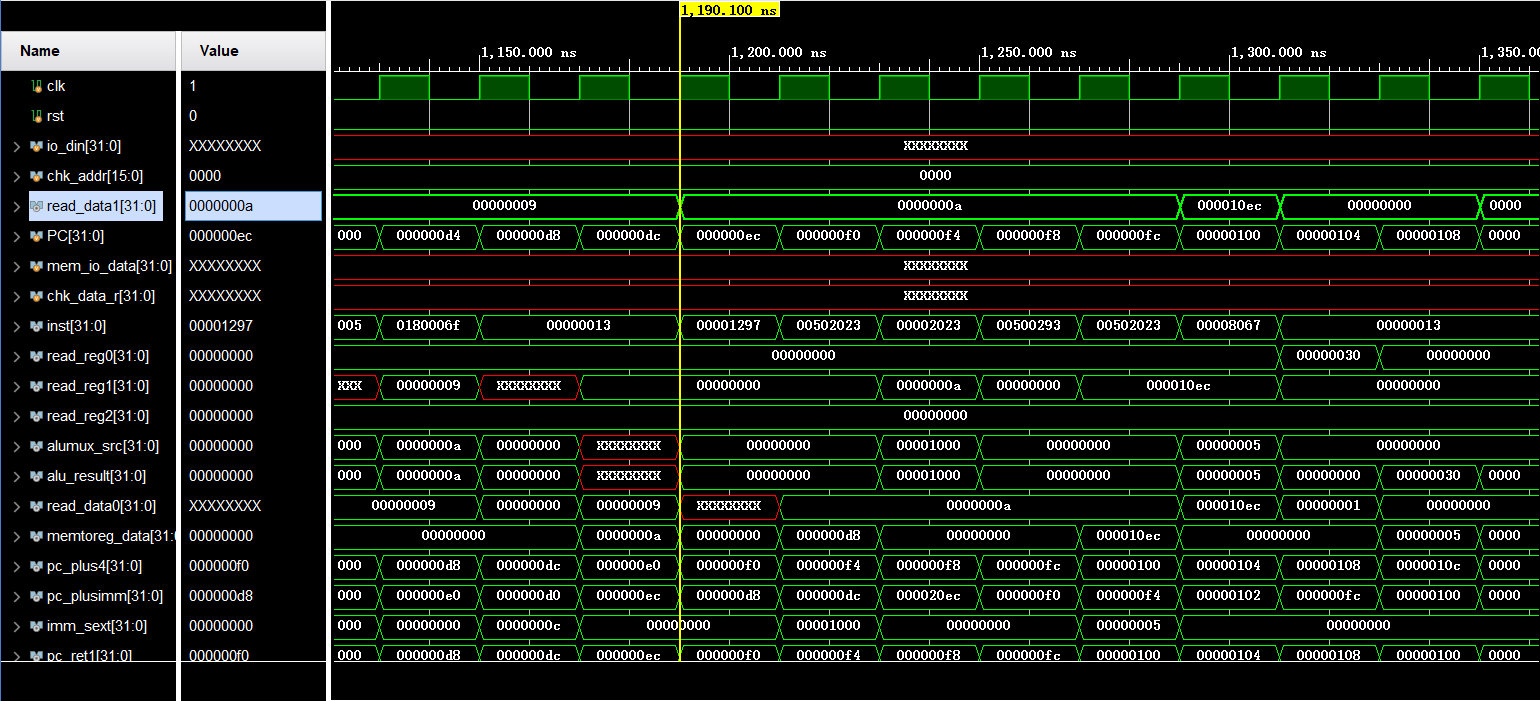 1,190.100 ns
Name Value
1,150.000 ns 1,200.000 ns 1,250.000 ns 1,300.000 ns 1,350.0
clk 1
rst 0
io_din[31:0] XXXXXXXX XXXXXXXX
chk_addr[15:0] 0000 0000
read_data1[31:0] 0000000a 00000009 0000000a 000010ec 00000000 0000
PC[31:0] 000000ec 000 000000d4 000000d8 000000dc 000000ec 000000f0 000000f4 000000f8 000000fc 00000100 00000104 00000108 0000
mem_io_data[31:0] XXXXXXXX XXXXXXXX
chk_data_r[31:0] XXXXXXXX XXXXXXXX
inst[31:0] 00001297 005 0180006f 00000013 00001297 00502023 00002023 00500293 00502023 00008067 00000013
read_reg0[31:0] 00000000 00000000 00000030 00000000
read_reg1[31:0] 00000000 XXX 00000009 XXXXXXXX 00000000 0000000a 00000000 000010ec 00000000
read_reg2[31:0] 00000000 00000000
alumux_src[31:0] 00000000 000 0000000a 00000000 XXXXXXXX 00000000 00001000 00000000 00000005 00000000
alu_result[31:0] 00000000 000 0000000a 00000000 XXXXXXXX 00000000 00001000 00000000 00000005 00000000 00000030 0000
read_data0[31:0] XXXXXXXX 00000009 00000000 00000009 XXXXXXXX 0000000a 000010ec 00000001 00000000
memtoreg_data[31: 00000000 00000000 0000000a 00000000 000000d8 00000000 000010ec 00000000 00000005 0000
pc_plus4[31:0] 000000f0 000 000000d8 000000dc 000000e0 000000f0 000000f4 000000f8 000000fc 00000100 00000104 00000108 0000010c 0000
pc_plusimm[31:0] 000000d8 000 000000e0 000000d0 000000ec 000000d8 000000dc 000020ec 000000f0 000000f4 00000102 000000fc 00000100 0000
imm_sext[31:0] 00000000 000 00000000 0000000c 00000000 00001000 00000000 00000005 00000000
pc_ret1[31:0] 000000f0 000 000000d8 000000dc 000000ec 000000f0 000000f4 000000f8 000000fc 00000100 00000104 00000108 00000100 0000